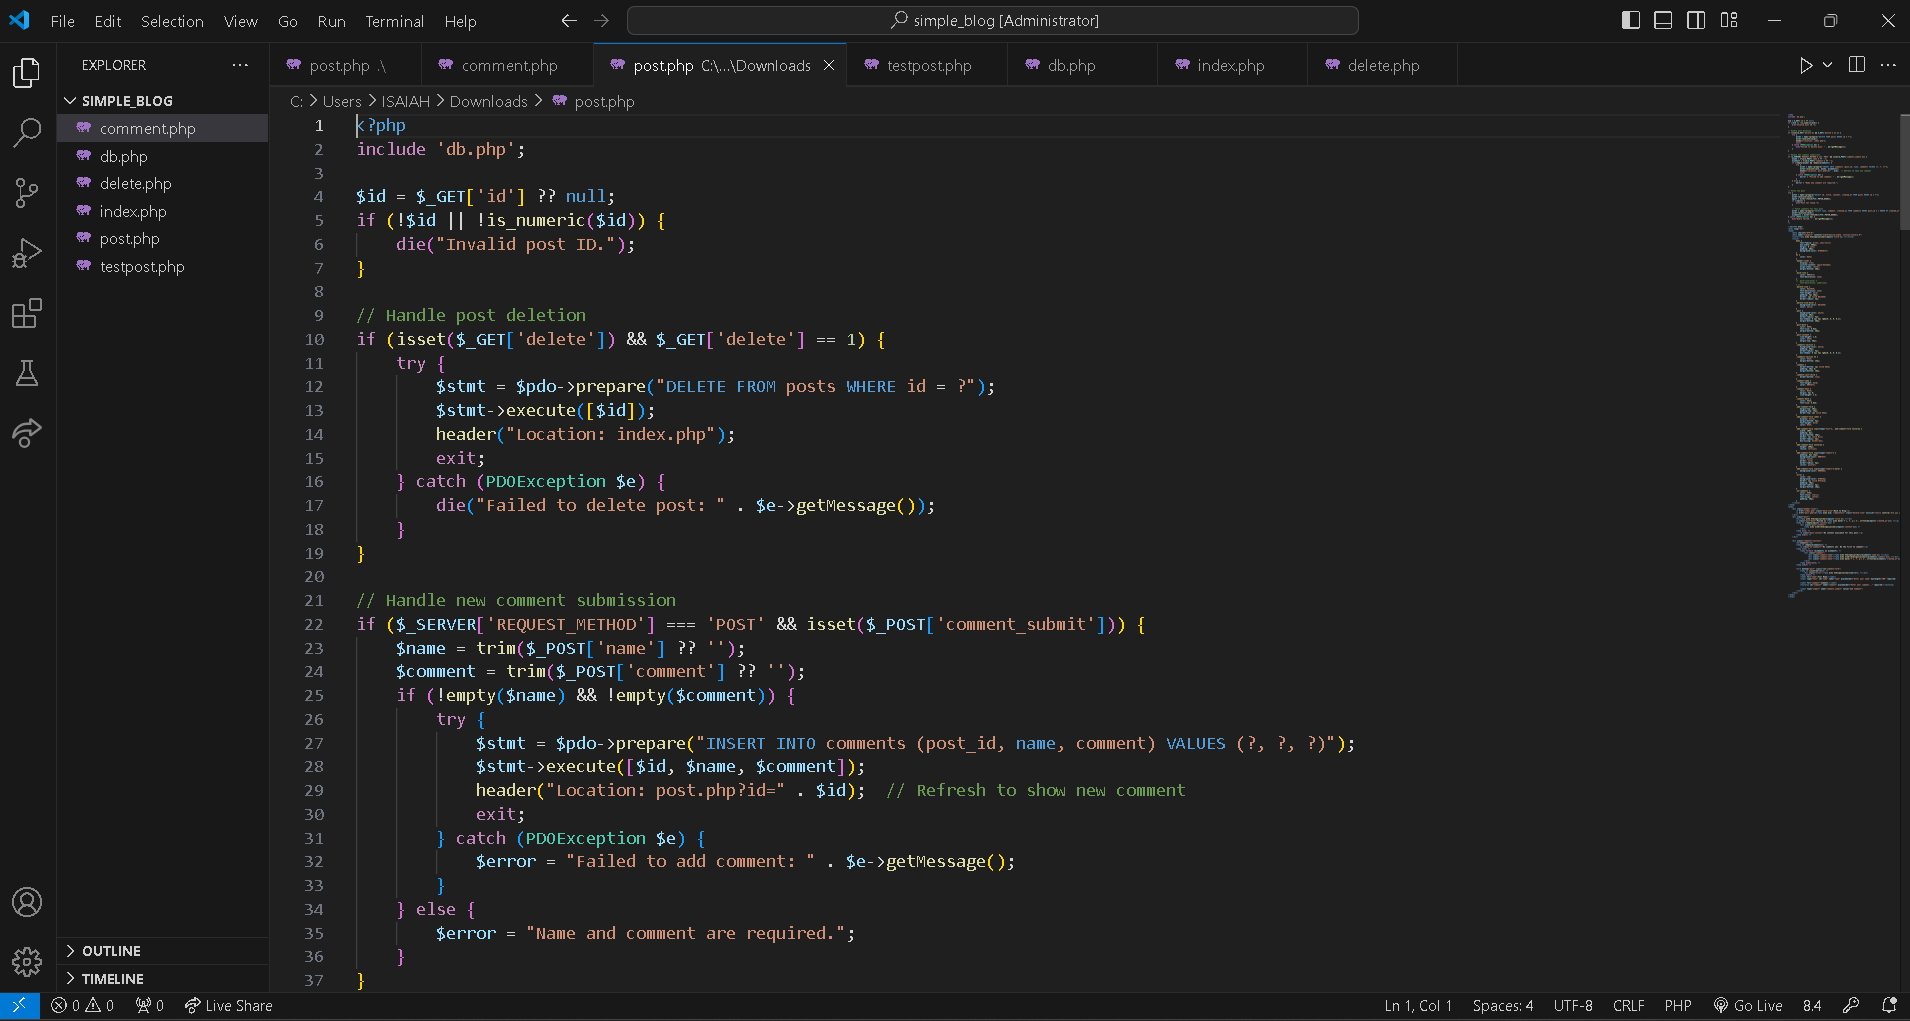 File Edit Selection View Go Run Terminal Help
simple_blog [Administrator]
EXPLORER
SIMPLE_BLOG
comment.php
db.php
delete.php
index.php
post.php
testpost.php
OUTLINE
TIMELINE
post.php .\ comment.php post.php C:\...\Downloads testpost.php db.php index.php delete.php
C: > Users > ISAIAH > Downloads > post.php
1 <?php
2 include 'db.php';
3
4 $id = $_GET['id'] ?? null;
5 if (!$id || !is_numeric($id)) {
6 die("Invalid post ID.");
7 }
8
9 // Handle post deletion
10 if (isset($_GET['delete']) && $_GET['delete'] == 1) {
11 try {
12 $stmt = $pdo->prepare("DELETE FROM posts WHERE id = ?");
13 $stmt->execute([$id]);
14 header("Location: index.php");
15 exit;
16 } catch (PDOException $e) {
17 die("Failed to delete post: " . $e->getMessage());
18 }
19 }
20
21 // Handle new comment submission
22 if ($_SERVER['REQUEST_METHOD'] === 'POST' && isset($_POST['comment_submit'])) {
23 $name = trim($_POST['name'] ?? '');
24 $comment = trim($_POST['comment'] ?? '');
25 if (!empty($name) && !empty($comment)) {
26 try {
27 $stmt = $pdo->prepare("INSERT INTO comments (post_id, name, comment) VALUES (?, ?, ?)");
28 $stmt->execute([$id, $name, $comment]);
29 header("Location: post.php?id=" . $id); // Refresh to show new comment
30 exit;
31 } catch (PDOException $e) {
32 $error = "Failed to add comment: " . $e->getMessage();
33 }
34 } else {
35 $error = "Name and comment are required.";
36 }
37 }
0 0 0 Live Share Ln 1, Col 1 Spaces: 4 UTF-8 CRLF PHP Go Live 8.4